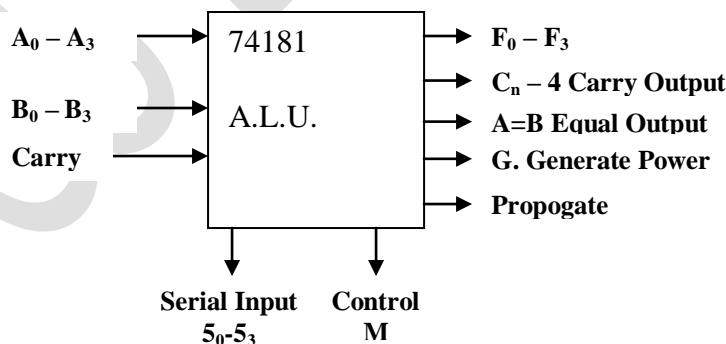 A₀ – A₃
B₀ – B₃
Carry
74181
A.L.U.
F₀ – F₃
Cₙ – 4 Carry Output
A=B Equal Output
G. Generate Power
Propogate
Serial Input
5₀-5₃
Control
M